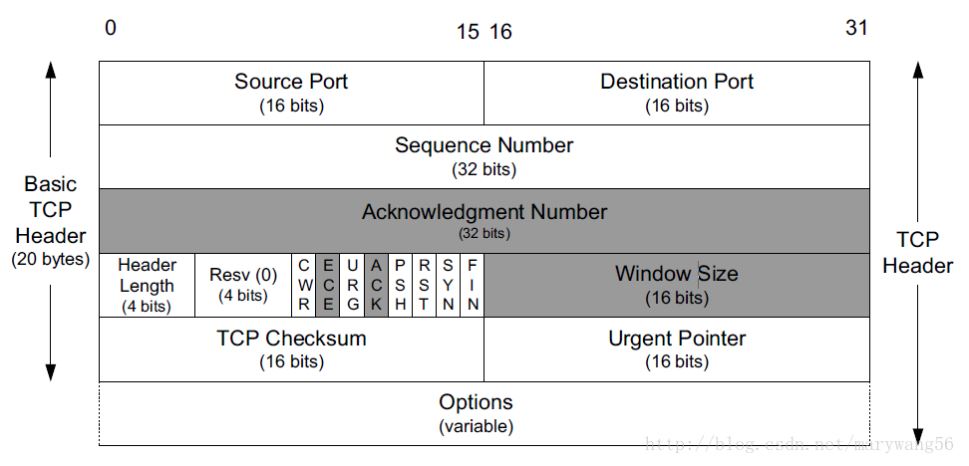 0 15 16 31
Source Port
(16 bits)
Destination Port
(16 bits)
Sequence Number
(32 bits)
Basic
TCP
Header
(20 bytes)
Acknowledgment Number
(32 bits)
TCP
Header
Header
Length
(4 bits)
Resv (0)
(4 bits)
CWR
ECE
URG
ACK
PSH
RST
SYN
FIN
Window Size
(16 bits)
TCP Checksum
(16 bits)
Urgent Pointer
(16 bits)
Options
(variable)
http://blog.csdn.net/marywang56